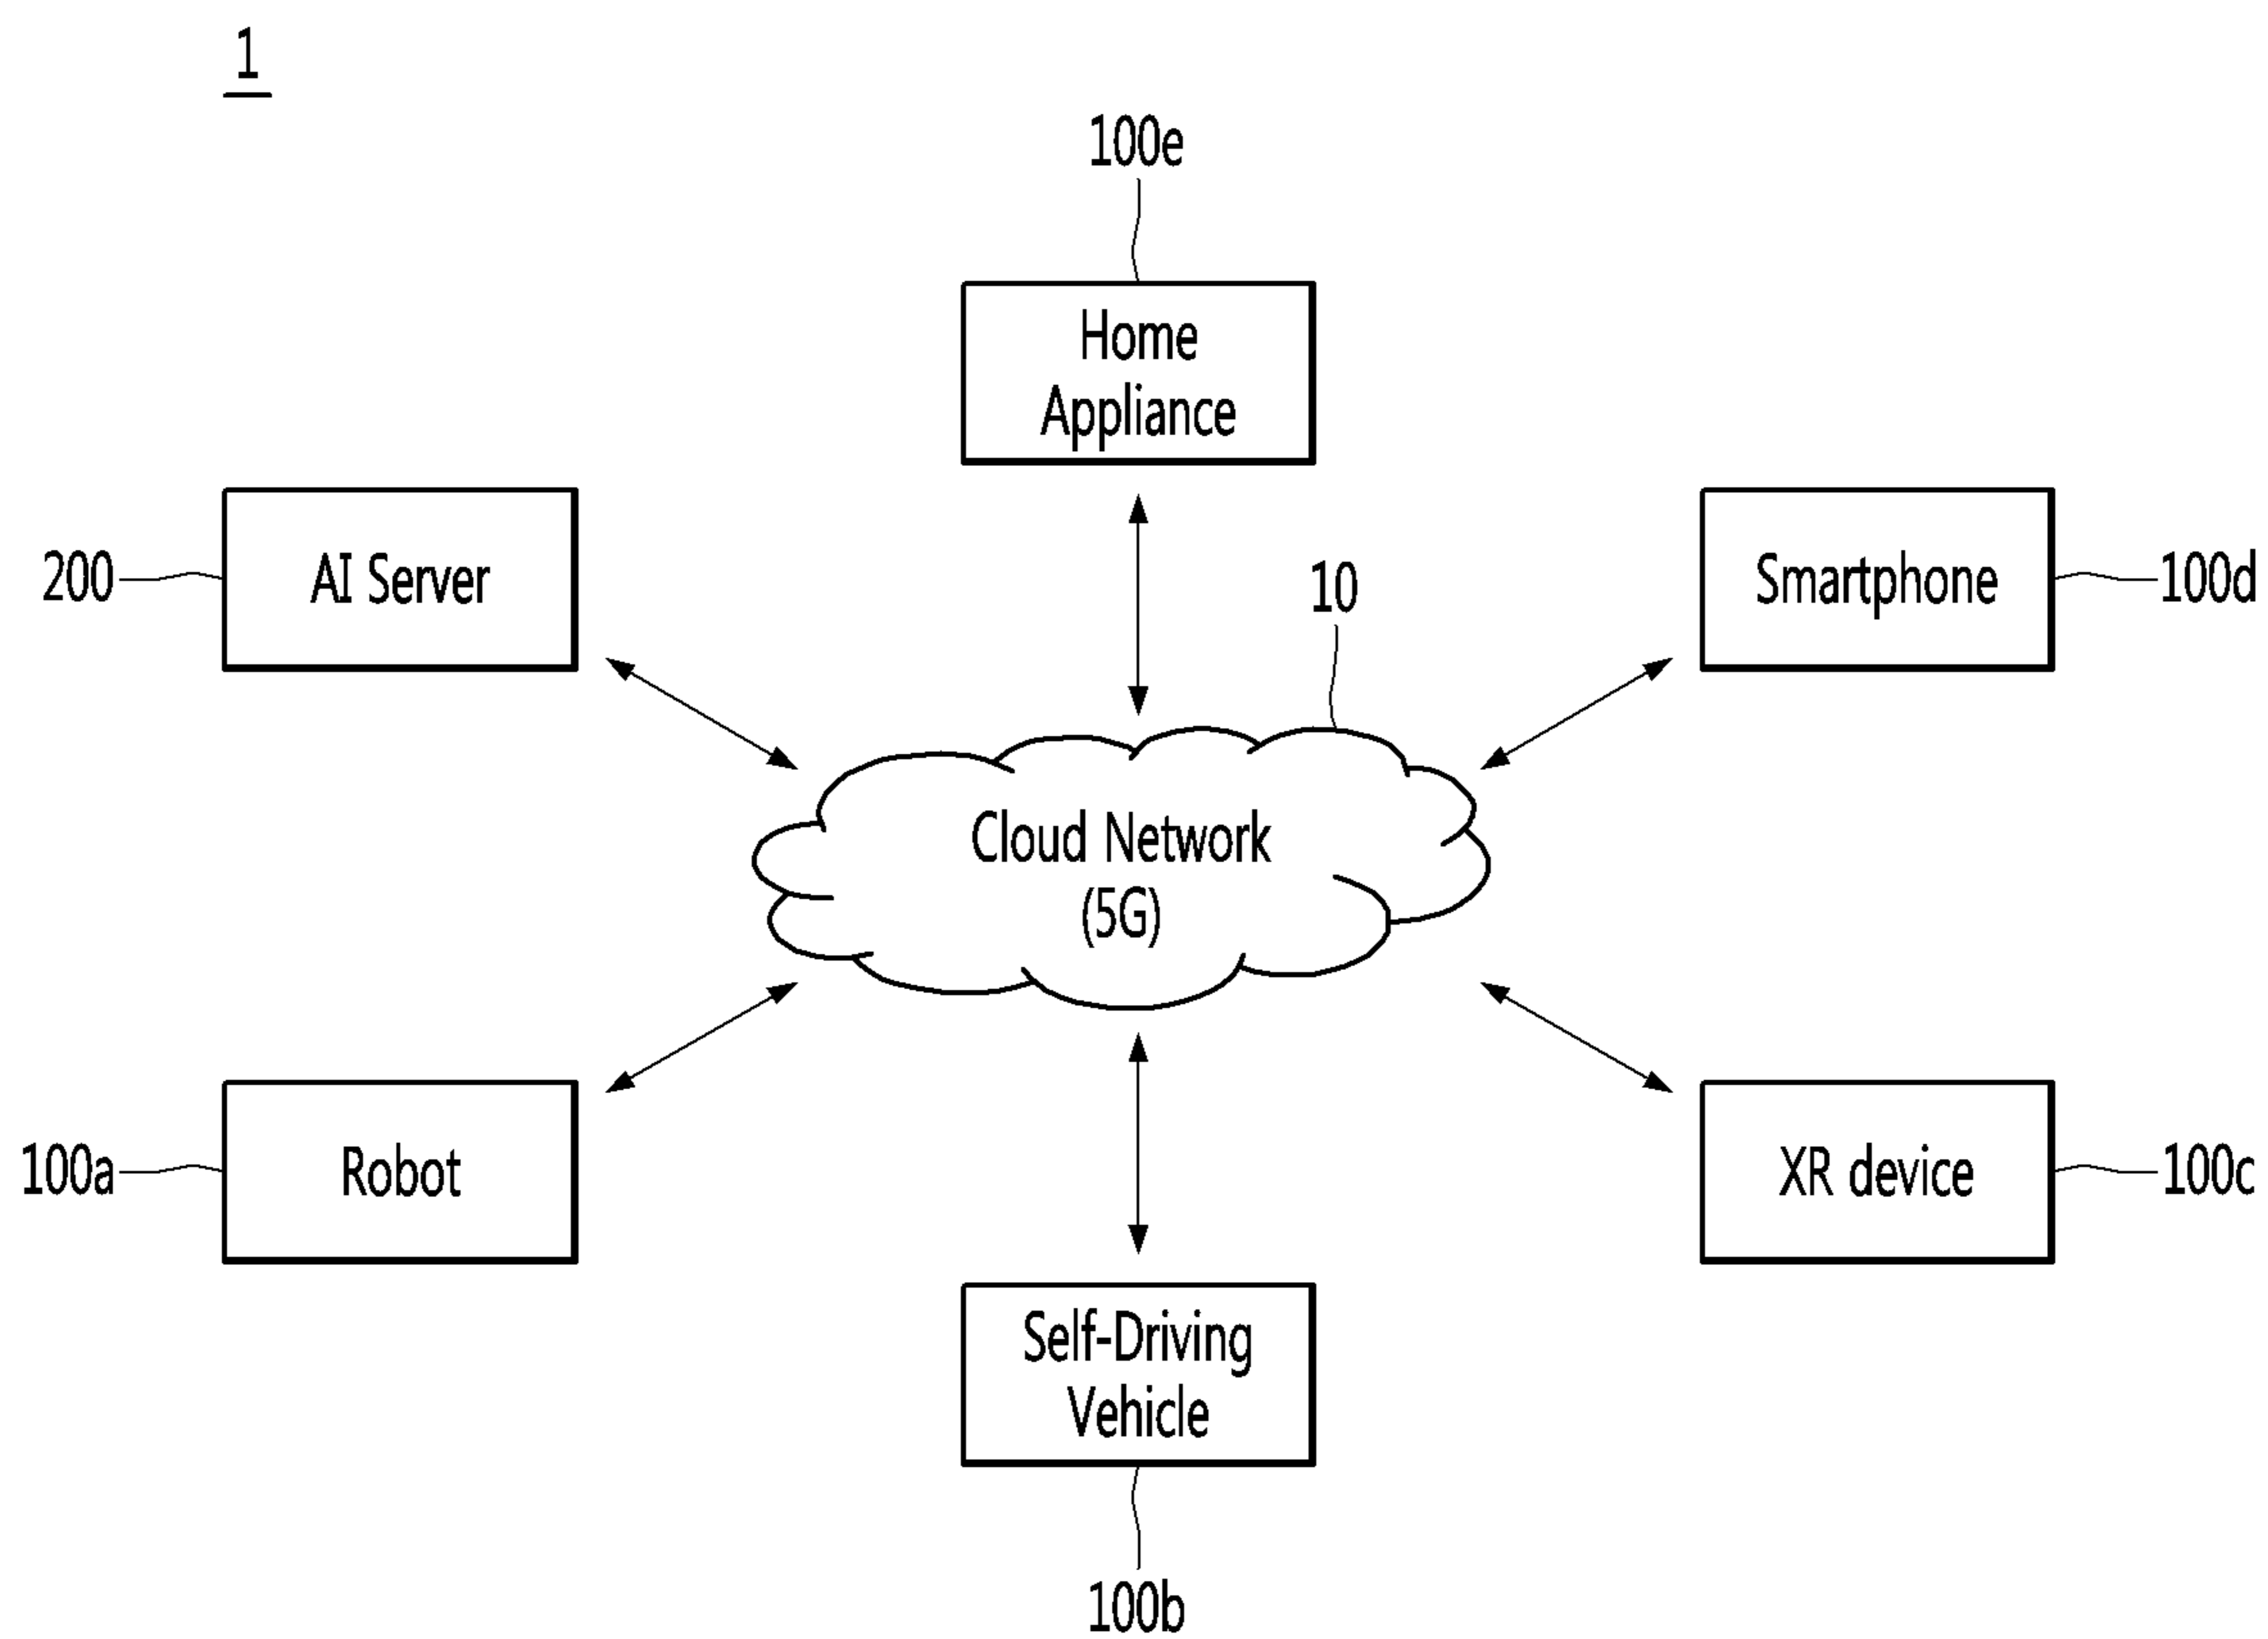 1
100e
Home
Appliance
200
AI Server
10
Smartphone
100d
Cloud Network
(5G)
100a
Robot
XR device
100c
Self-Driving
Vehicle
100b